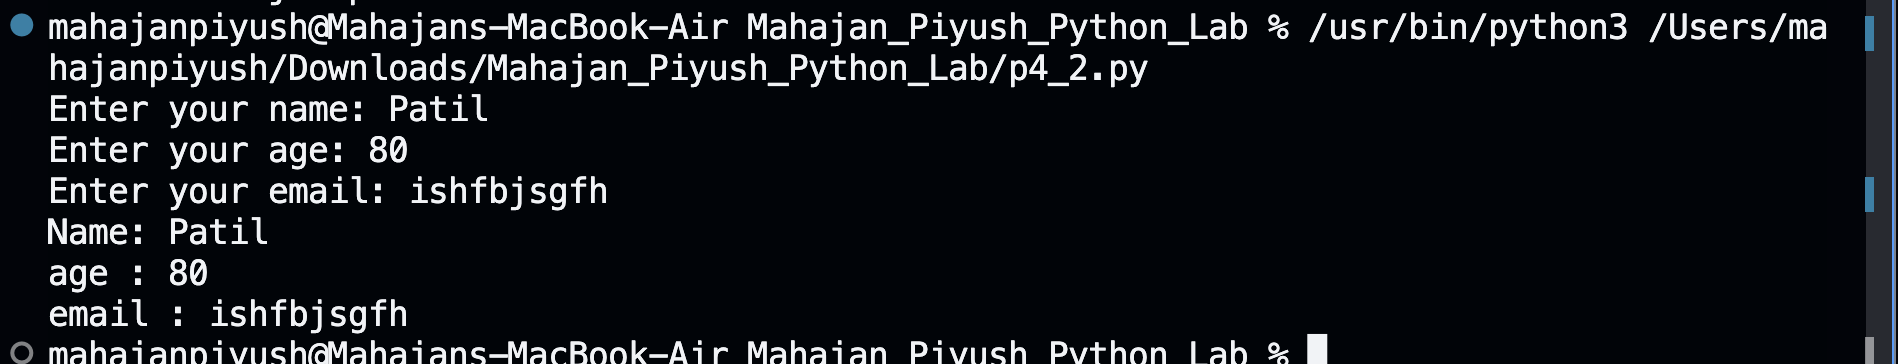 mahajanpiyush@Mahajans-MacBook-Air Mahajan_Piyush_Python_Lab % /usr/bin/python3 /Users/ma
hajanpiyush/Downloads/Mahajan_Piyush_Python_Lab/p4_2.py
Enter your name: Patil
Enter your age: 80
Enter your email: ishfbjsgfh
Name: Patil
age : 80
email : ishfbjsgfh
mahajanpiyush@Mahajans-MacBook-Air Mahajan_Piyush_Python_Lab %